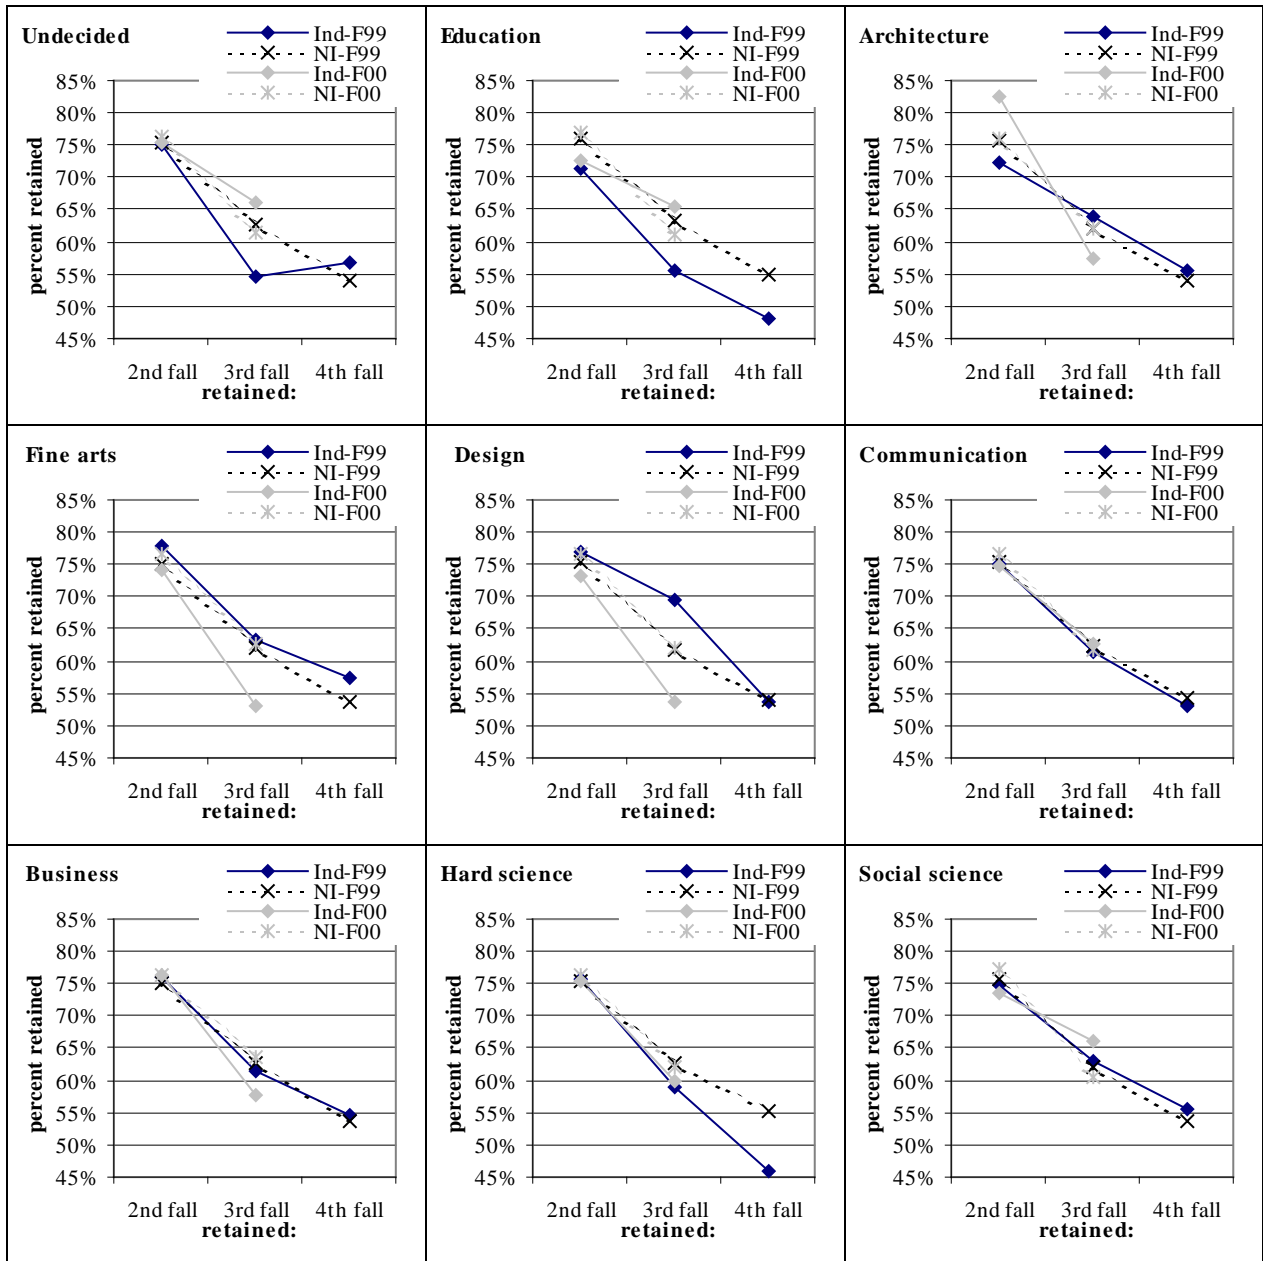 Undecided
Ind-F99
NI-F99
Ind-F00
NI-F00
85%
80%
75%
70%
65%
60%
55%
50%
45%
percent retained
2nd fall 3rd fall 4th fall
retained:
Education
Ind-F99
NI-F99
Ind-F00
NI-F00
85%
80%
75%
70%
65%
60%
55%
50%
45%
percent retained
2nd fall 3rd fall 4th fall
retained:
Architecture
Ind-F99
NI-F99
Ind-F00
NI-F00
85%
80%
75%
70%
65%
60%
55%
50%
45%
percent retained
2nd fall 3rd fall 4th fall
retained:
Fine arts
Ind-F99
NI-F99
Ind-F00
NI-F00
85%
80%
75%
70%
65%
60%
55%
50%
45%
percent retained
2nd fall 3rd fall 4th fall
retained:
Design
Ind-F99
NI-F99
Ind-F00
NI-F00
85%
80%
75%
70%
65%
60%
55%
50%
45%
percent retained
2nd fall 3rd fall 4th fall
retained:
Communication
Ind-F99
NI-F99
Ind-F00
NI-F00
85%
80%
75%
70%
65%
60%
55%
50%
45%
percent retained
2nd fall 3rd fall 4th fall
retained:
Business
Ind-F99
NI-F99
Ind-F00
NI-F00
85%
80%
75%
70%
65%
60%
55%
50%
45%
percent retained
2nd fall 3rd fall 4th fall
retained:
Hard science
Ind-F99
NI-F99
Ind-F00
NI-F00
85%
80%
75%
70%
65%
60%
55%
50%
45%
percent retained
2nd fall 3rd fall 4th fall
retained:
Social science
Ind-F99
NI-F99
Ind-F00
NI-F00
85%
80%
75%
70%
65%
60%
55%
50%
45%
percent retained
2nd fall 3rd fall 4th fall
retained: